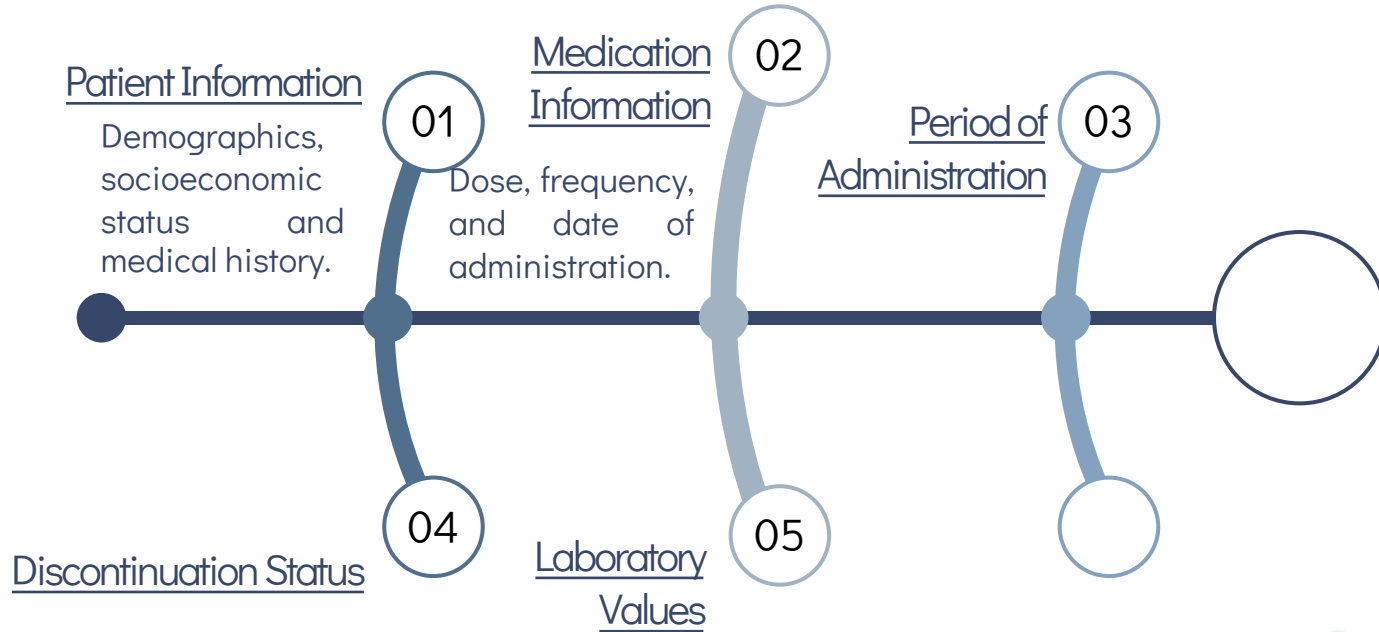 Patient Information
01
Demographics,
socioeconomic
status and
medical history.
Medication
Information
02
Dose, frequency,
and date of
administration.
Period of
Administration
03
Discontinuation Status
04
Laboratory
Values
05